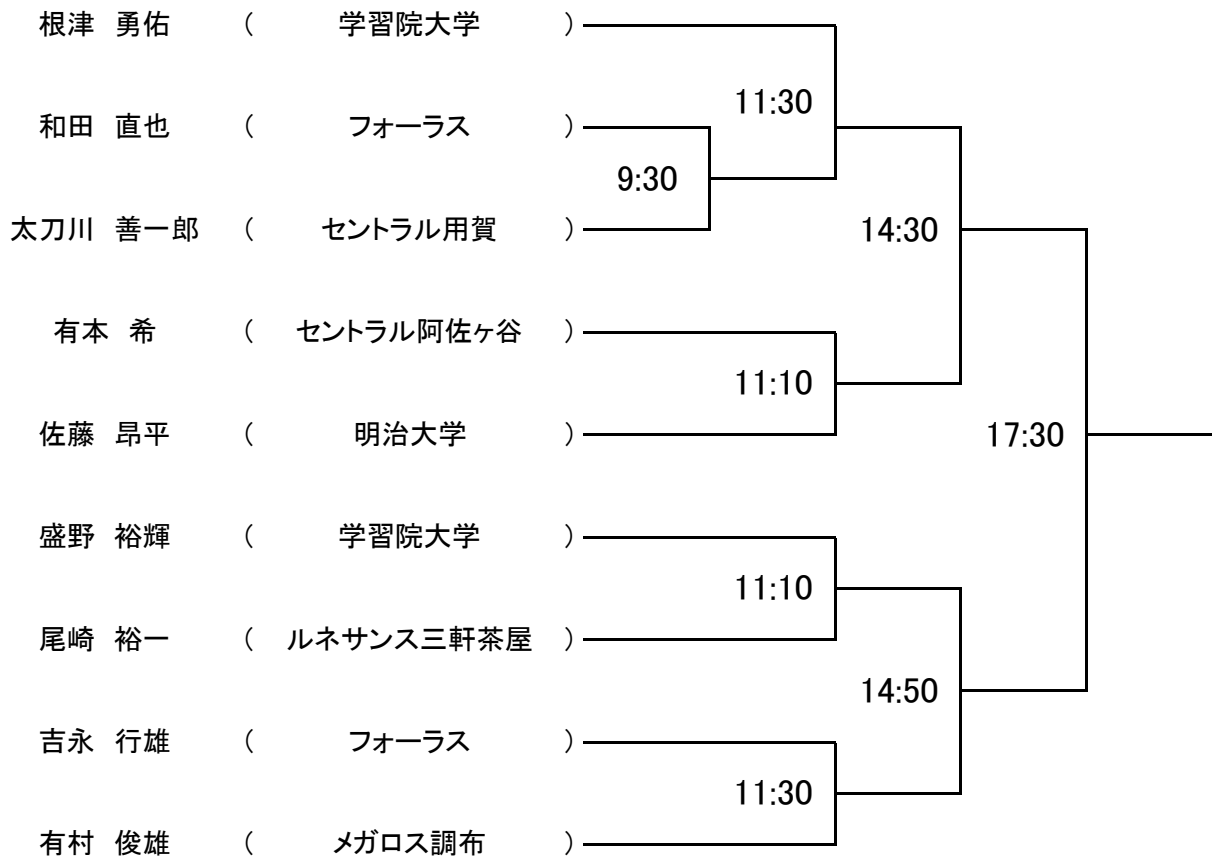 根津 勇佑 ( 学習院大学 )
11:30
和田 直也 ( フォーラス )
9:30
太刀川 善一郎 ( セントラル用賀 )
14:30
有本 希 ( セントラル阿佐ヶ谷 )
11:10
佐藤 昂平 ( 明治大学 )
17:30
盛野 裕輝 ( 学習院大学 )
11:10
尾崎 裕一 ( ルネサンス三軒茶屋 )
14:50
吉永 行雄 ( フォーラス )
11:30
有村 俊雄 ( メガロス調布 )